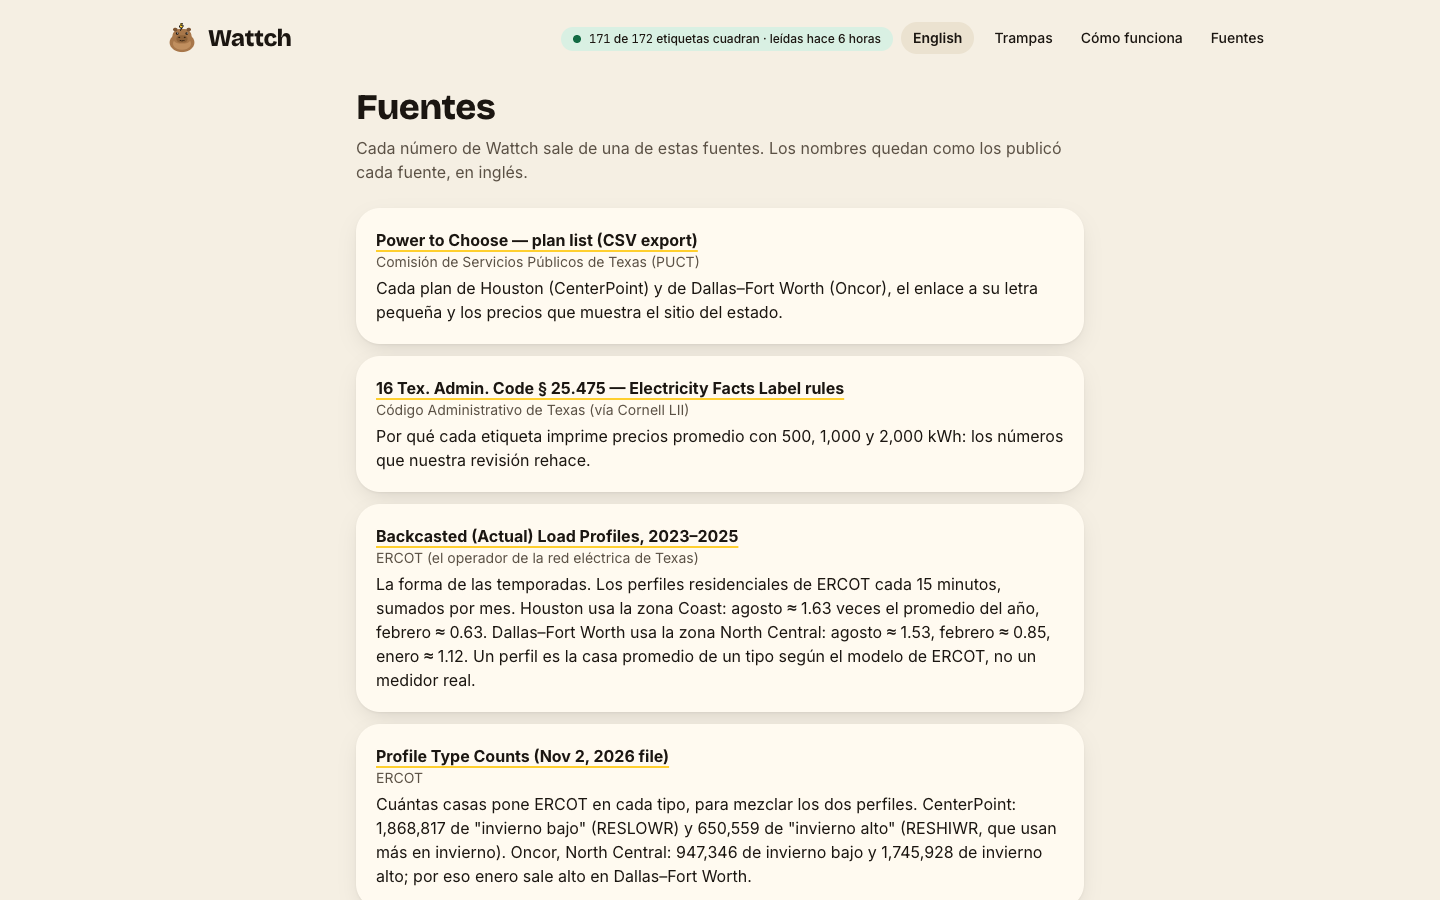 Wattch
171 de 172 etiquetas cuadran · leídas hace 6 horas
English
Trampas
Cómo funciona
Fuentes
Fuentes
Cada número de Wattch sale de una de estas fuentes. Los nombres quedan como los publicó
cada fuente, en inglés.
Power to Choose — plan list (CSV export)
Comisión de Servicios Públicos de Texas (PUCT)
Cada plan de Houston (CenterPoint) y de Dallas–Fort Worth (Oncor), el enlace a su letra
pequeña y los precios que muestra el sitio del estado.
16 Tex. Admin. Code § 25.475 — Electricity Facts Label rules
Código Administrativo de Texas (vía Cornell LII)
Por qué cada etiqueta imprime precios promedio con 500, 1,000 y 2,000 kWh: los números
que nuestra revisión rehace.
Backcasted (Actual) Load Profiles, 2023–2025
ERCOT (el operador de la red eléctrica de Texas)
La forma de las temporadas. Los perfiles residenciales de ERCOT cada 15 minutos,
sumados por mes. Houston usa la zona Coast: agosto ≈ 1.63 veces el promedio del año,
febrero ≈ 0.63. Dallas–Fort Worth usa la zona North Central: agosto ≈ 1.53, febrero ≈ 0.85,
enero ≈ 1.12. Un perfil es la casa promedio de un tipo según el modelo de ERCOT, no un
medidor real.
Profile Type Counts (Nov 2, 2026 file)
ERCOT
Cuántas casas pone ERCOT en cada tipo, para mezclar los dos perfiles. CenterPoint:
1,868,817 de "invierno bajo" (RESLOWR) y 650,559 de "invierno alto" (RESHIWR, que usan
más en invierno). Oncor, North Central: 947,346 de invierno bajo y 1,745,928 de invierno
alto; por eso enero sale alto en Dallas–Fort Worth.